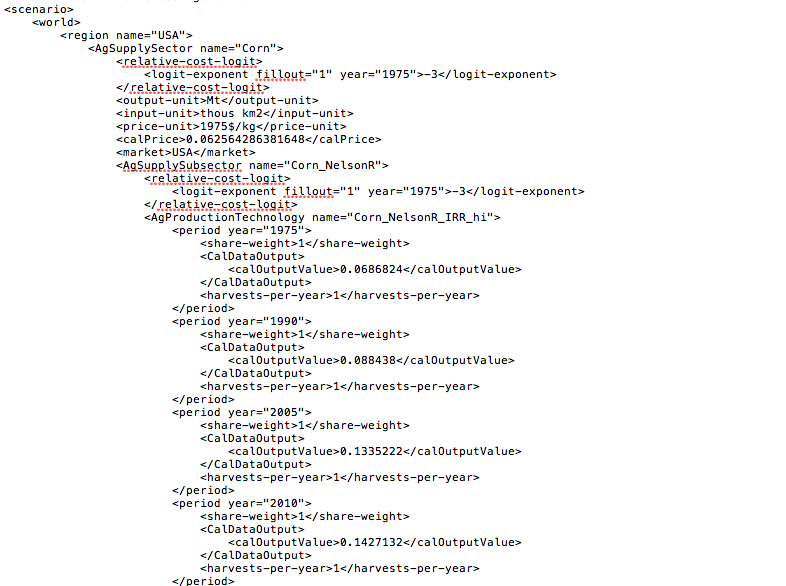 <scenario>
<world>
<region name="USA">
<AgSupplySector name="Corn">
<relative-cost-logit>
<logit-exponent fillout="1" year="1975">-3</logit-exponent>
</relative-cost-logit>
<output-unit>Mt</output-unit>
<input-unit>thous km2</input-unit>
<price-unit>1975$/kg</price-unit>
<calPrice>0.062564286381648</calPrice>
<market>USA</market>
<AgSupplySubsector name="Corn_NelsonR">
<relative-cost-logit>
<logit-exponent fillout="1" year="1975">-3</logit-exponent>
</relative-cost-logit>
<AgProductionTechnology name="Corn_NelsonR_IRR_hi">
<period year="1975">
<share-weight>1</share-weight>
<CalDataOutput>
<calOutputValue>0.0686824</calOutputValue>
</CalDataOutput>
<harvests-per-year>1</harvests-per-year>
</period>
<period year="1990">
<share-weight>1</share-weight>
<CalDataOutput>
<calOutputValue>0.088438</calOutputValue>
</CalDataOutput>
<harvests-per-year>1</harvests-per-year>
</period>
<period year="2005">
<share-weight>1</share-weight>
<CalDataOutput>
<calOutputValue>0.1335222</calOutputValue>
</CalDataOutput>
<harvests-per-year>1</harvests-per-year>
</period>
<period year="2010">
<share-weight>1</share-weight>
<CalDataOutput>
<calOutputValue>0.1427132</calOutputValue>
</CalDataOutput>
<harvests-per-year>1</harvests-per-year>
</period>